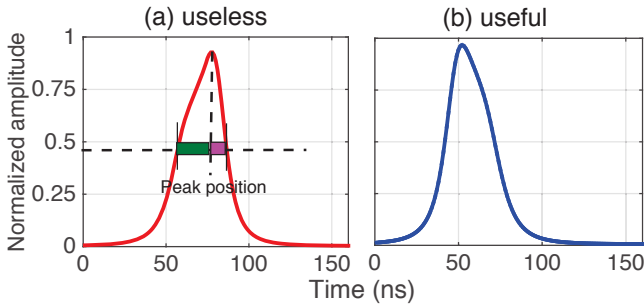 (a) useless
(b) useful
Normalized amplitude
1
0.75
0.5
0.25
0
Peak position
0
50
100
150
0
50
100
150
Time (ns)